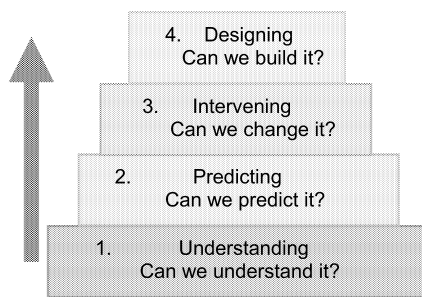 4. Designing
Can we build it?
3. Intervening
Can we change it?
2. Predicting
Can we predict it?
1. Understanding
Can we understand it?